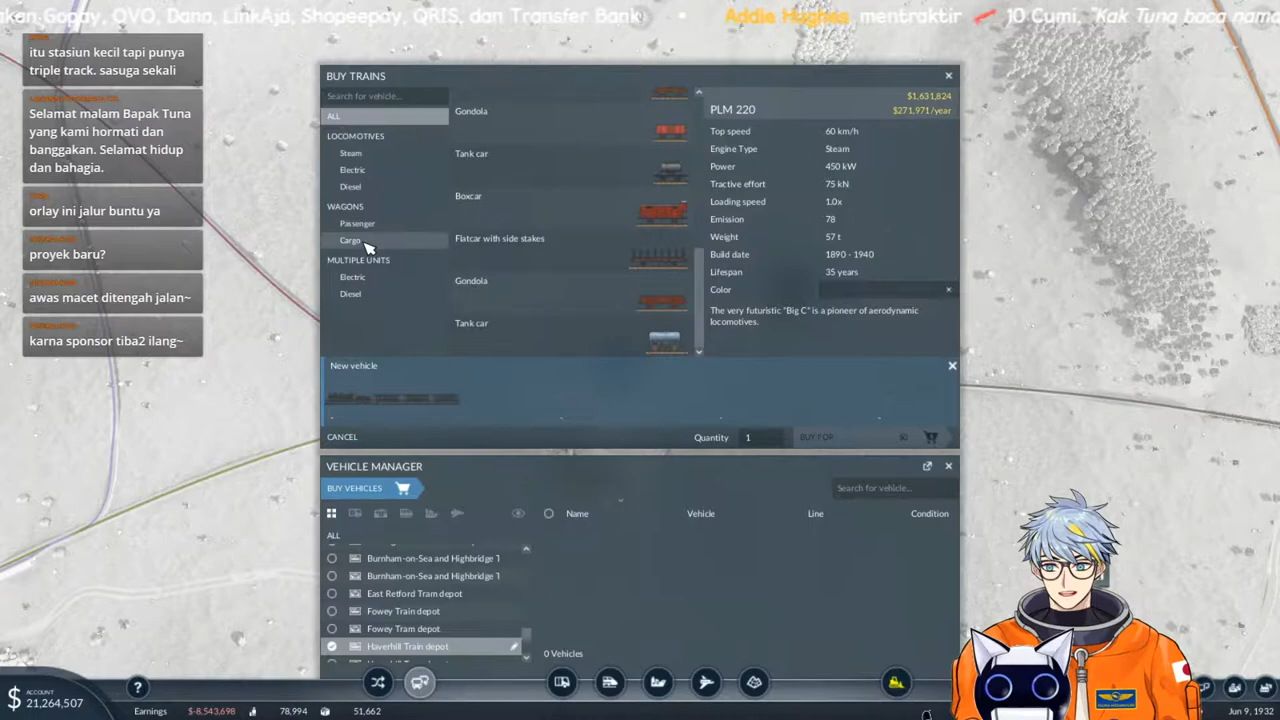 akan Gopay, OVO, Dana, LinkAja, Shopeepay, QRIS, dan Transfer Bank
Addie Hughes mentraktir 10 Cumi, "Kak Tuna baca nama
itu stasiun kecil tapi punya
triple track. sasuga sekali
Selamat malam Bapak Tuna
yang kami hormati dan
banggakan. Selamat hidup
dan bahagia.
orlay ini jalur buntu ya
proyek baru?
awas macet ditengah jalan~
karna sponsor tiba2 ilang~
BUY TRAINS
Search for vehicle...
ALL
LOCOMOTIVES
Steam
Electric
Diesel
WAGONS
Passenger
Cargo
MULTIPLE UNITS
Electric
Diesel
Gondola
Tank car
Boxcar
Flatcar with side stakes
Gondola
Tank car
$1,631,824
PLM 220
$271,971/year
Top speed 60 km/h
Engine Type Steam
Power 450 kW
Tractive effort 75 kN
Loading speed 1.0x
Emission 78
Weight 57 t
Build date 1890 - 1940
Lifespan 35 years
Color
The very futuristic "Big C" is a pioneer of aerodynamic
locomotives.
New vehicle
CANCEL
Quantity 1
BUY FOR $0
VEHICLE MANAGER
BUY VEHICLES
Search for vehicle...
Name Vehicle Line Condition
ALL
Burnham-on-Sea and Highbridge T
Burnham-on-Sea and Highbridge T
East Retford Tram depot
Fowey Train depot
Fowey Tram depot
Haverhill Train depot
0 Vehicles
$ ACCOUNT
21,264,507
?
Earnings $-8,543,698 78,994 51,662
Jun 9, 1932